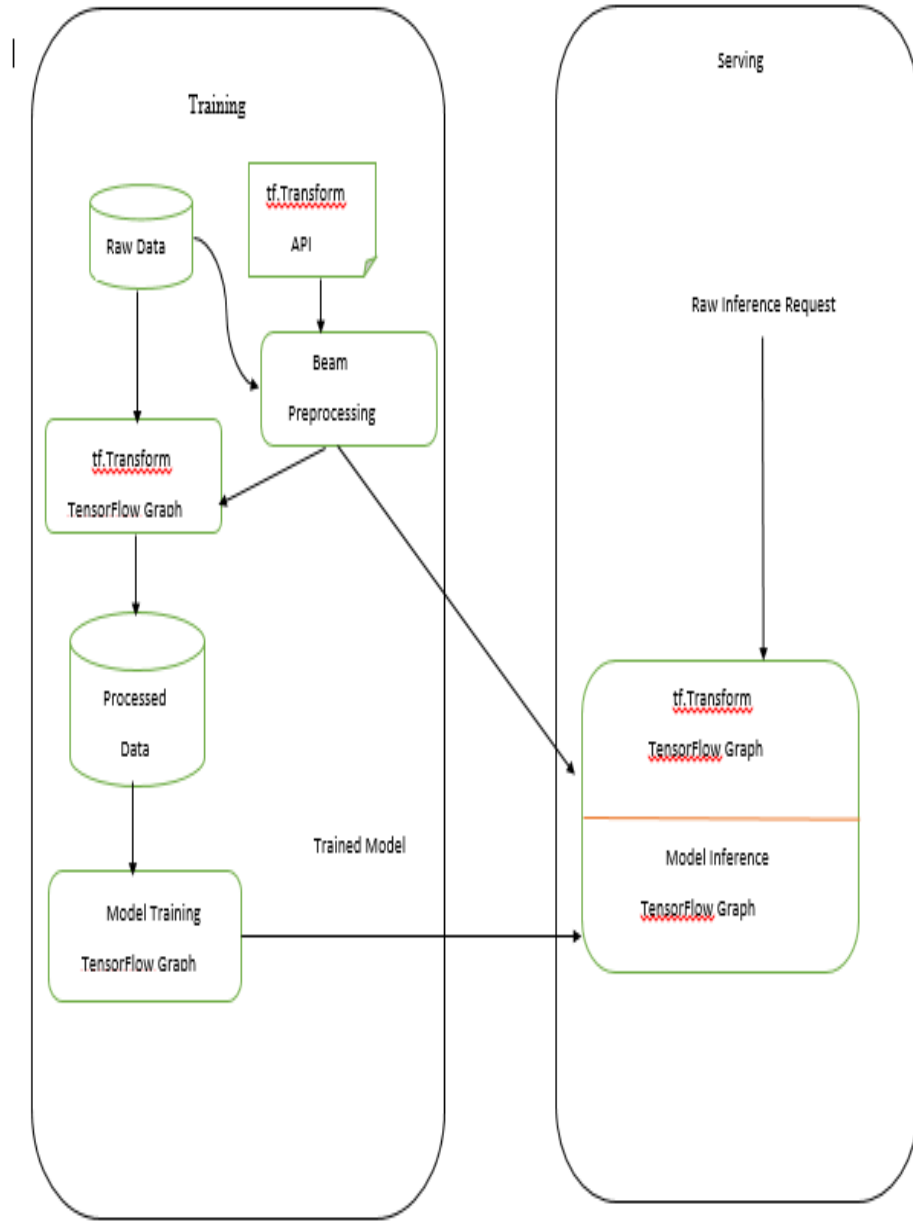 Training
Raw Data
tf.Transform
API
Beam
Preprocessing
tf.Transform
TensorFlow Graph
Processed
Data
Trained Model
Model Training
TensorFlow Graph
Serving
Raw Inference Request
tf.Transform
TensorFlow Graph
Model Inference
TensorFlow Graph